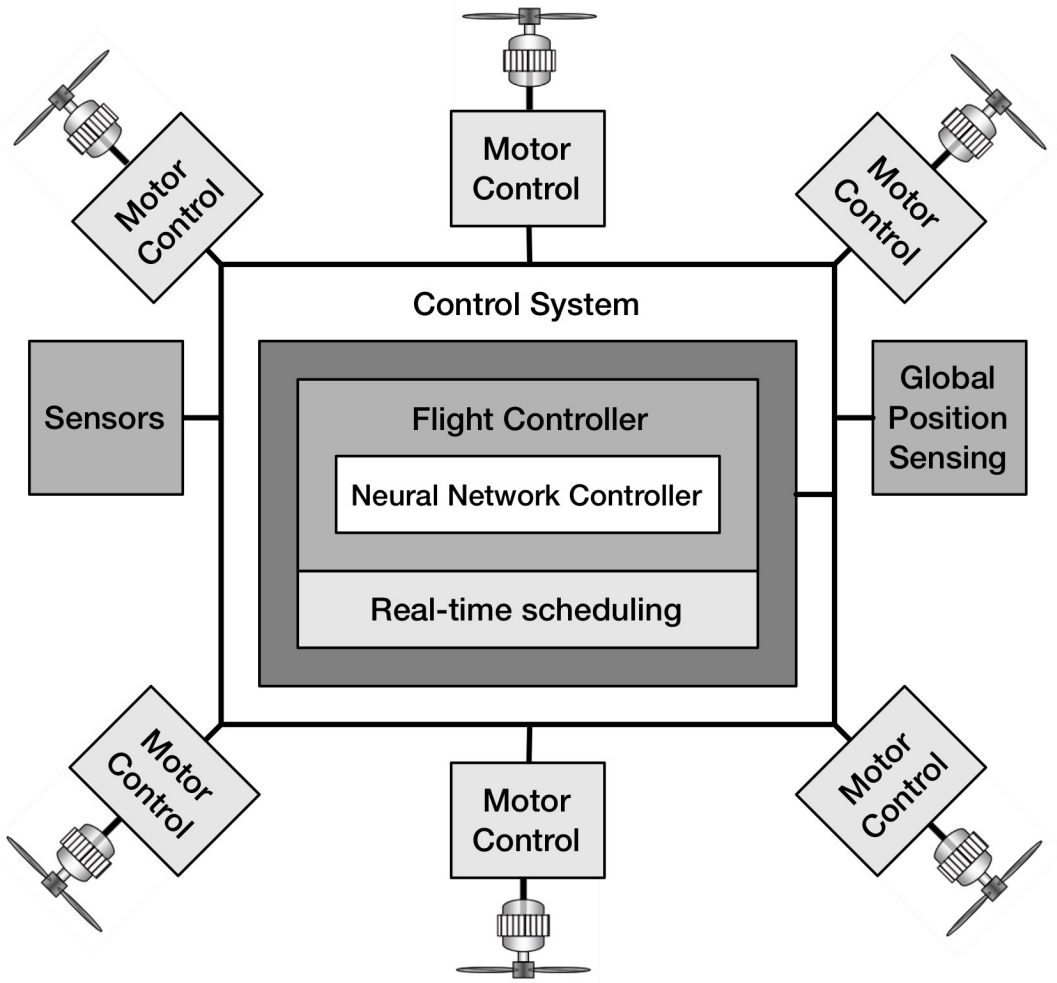 Motor
Control
Motor
Control
Motor
Control
Control System
Sensors
Global
Position
Sensing
Flight Controller
Neural Network Controller
Real-time scheduling
Motor
Control
Motor
Control
Motor
Control